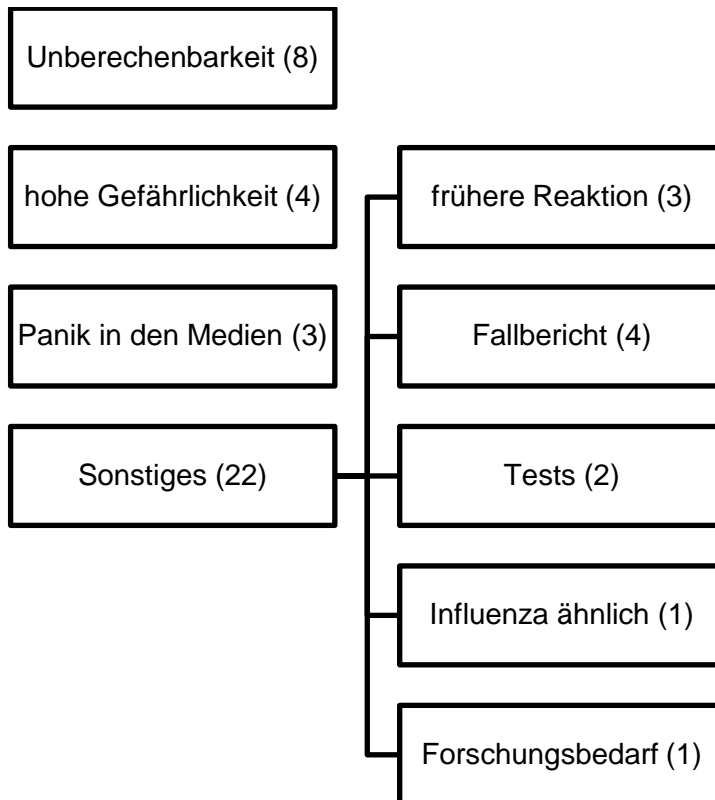 Unberechenbarkeit (8)
hohe Gefährlichkeit (4)
Panik in den Medien (3)
Sonstiges (22)
frühere Reaktion (3)
Fallbericht (4)
Tests (2)
Influenza ähnlich (1)
Forschungsbedarf (1)